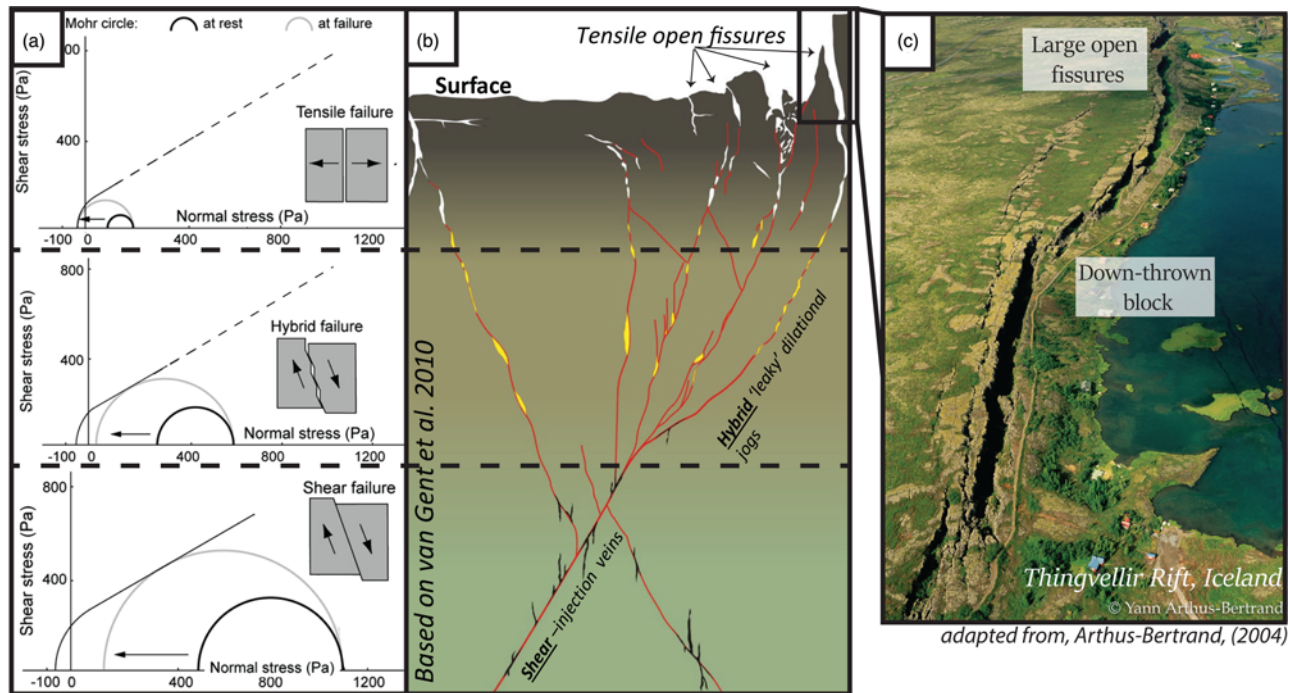 (a)
Mohr circle:
at rest
at failure
800
400
Shear stress (Pa)
Tensile failure
Normal stress (Pa)
-100 0 400 800 1200
800
400
Shear stress (Pa)
Hybrid failure
Normal stress (Pa)
-100 0 400 800 1200
800
400
Shear stress (Pa)
Shear failure
Normal stress (Pa)
-100 0 400 800 1200
(b)
Tensile open fissures
Surface
Based on van Gent et al. 2010
Hybrid 'leaky' dilational
jogs
Shear –injection veins
(c)
Large open
fissures
Down-thrown
block
Thingvellir Rift, Iceland
© Yann Arthus-Bertrand
adapted from, Arthus-Bertrand, (2004)